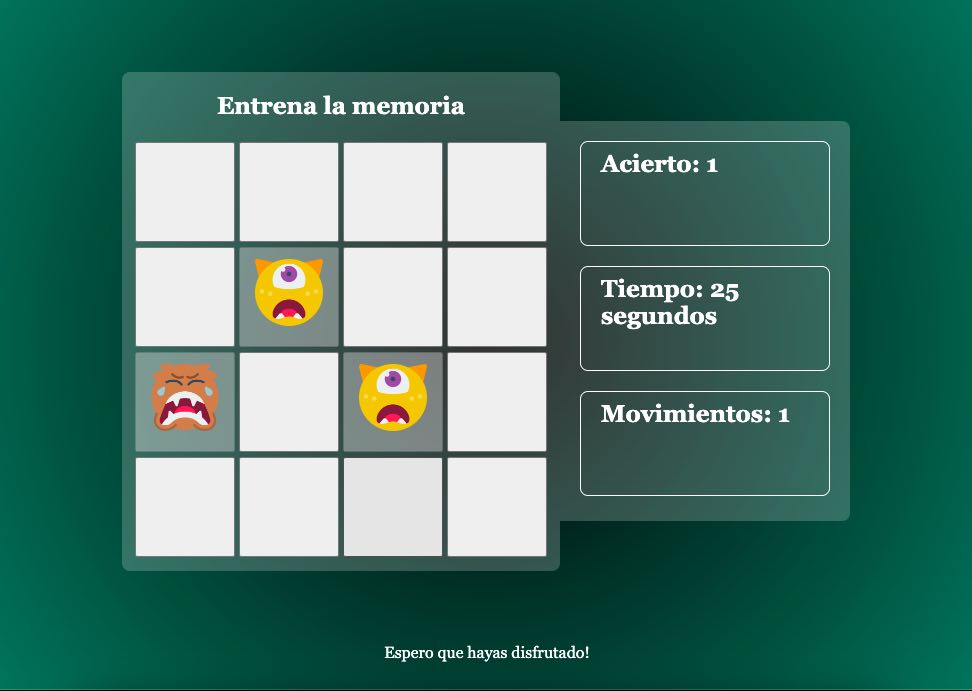 Entrena la memoria
Acierto: 1
Tiempo: 25
segundos
Movimientos: 1
Espero que hayas disfrutado!